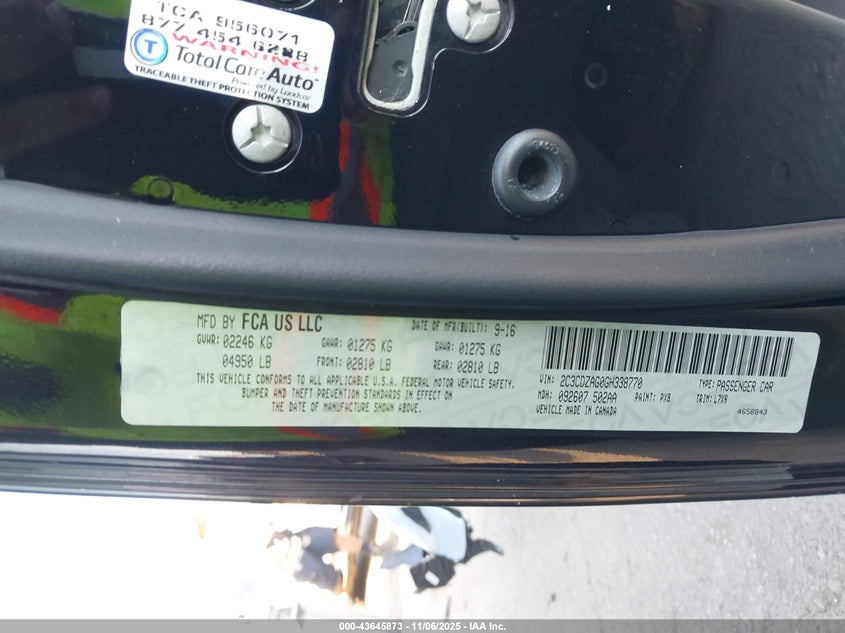 TCA 956071
877 454 6288
WARNING!
T Total Care Auto
Powered by Landcar
TRACEABLE THEFT PROTECTION SYSTEM
MFD BY FCA US LLC
DATE OF MFR(BUILT): 9-16
GVWR: 02246 KG GAWR: 01275 KG GAWR: 01275 KG
04950 LB FRONT: 02810 LB REAR: 02810 LB
THIS VEHICLE CONFORMS TO ALL APPLICABLE U.S.A. FEDERAL MOTOR VEHICLE SAFETY,
BUMPER AND THEFT PREVENTION STANDARDS IN EFFECT ON
THE DATE OF MANUFACTURE SHOWN ABOVE.
VIN: 2C3CDZAG0GH338770 TYPE: PASSENGER CAR
MDH: 092607 502AA PAINT: PX8 TRIM: L7X9
VEHICLE MADE IN CANADA 4658843
000-43645873 - 11/06/2025 - IAA Inc.